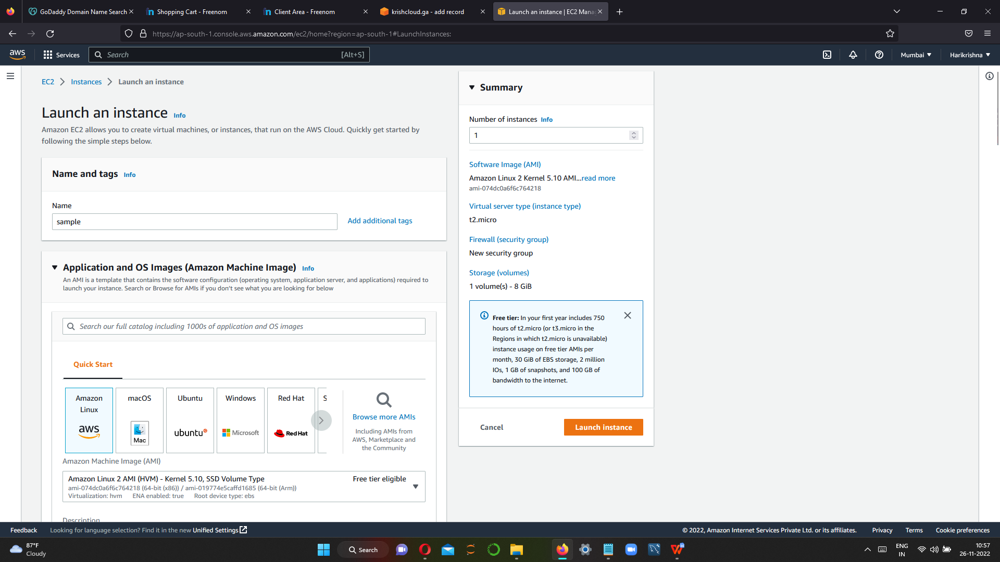 GoDaddy Domain Name Search
Shopping Cart - Freenom
Client Area - Freenom
krishcloud.ga - add record
Launch an instance | EC2 Mana
https://ap-south-1.console.aws.amazon.com/ec2/home?region=ap-south-1#LaunchInstances:
aws
Services
Search
[Alt+S]
Mumbai
Harikrishna
EC2
Instances
Launch an instance
Launch an instance Info
Amazon EC2 allows you to create virtual machines, or instances, that run on the AWS Cloud. Quickly get started by
following the simple steps below.
Name and tags Info
Name
sample
Add additional tags
Application and OS Images (Amazon Machine Image) Info
An AMI is a template that contains the software configuration (operating system, application server, and applications) required to
launch your instance. Search or Browse for AMIs if you don't see what you are looking for below
Search our full catalog including 1000s of application and OS images
Quick Start
Amazon
Linux
aws
macOS
Mac
Ubuntu
ubuntu
Windows
Microsoft
Red Hat
Red Hat
S
Browse more AMIs
Including AMIs from
AWS, Marketplace and
the Community
Amazon Machine Image (AMI)
Amazon Linux 2 AMI (HVM) - Kernel 5.10, SSD Volume Type
Free tier eligible
ami-074dc0a6f6c764218 (64-bit (x86)) / ami-019774e5caffd1685 (64-bit (Arm))
Virtualization: hvm ENA enabled: true Root device type: ebs
Description
Summary
Number of instances Info
1
Software Image (AMI)
Amazon Linux 2 Kernel 5.10 AMI...read more
ami-074dc0a6f6c764218
Virtual server type (instance type)
t2.micro
Firewall (security group)
New security group
Storage (volumes)
1 volume(s) - 8 GiB
Free tier: In your first year includes 750
hours of t2.micro (or t3.micro in the
Regions in which t2.micro is unavailable)
instance usage on free tier AMIs per
month, 30 GiB of EBS storage, 2 million
IOs, 1 GB of snapshots, and 100 GB of
bandwidth to the internet.
Cancel
Launch instance
Feedback
Looking for language selection? Find it in the new Unified Settings
© 2022, Amazon Internet Services Private Ltd. or its affiliates.
Privacy
Terms
Cookie preferences
87°F
Cloudy
Search
ENG
IN
10:57
26-11-2022